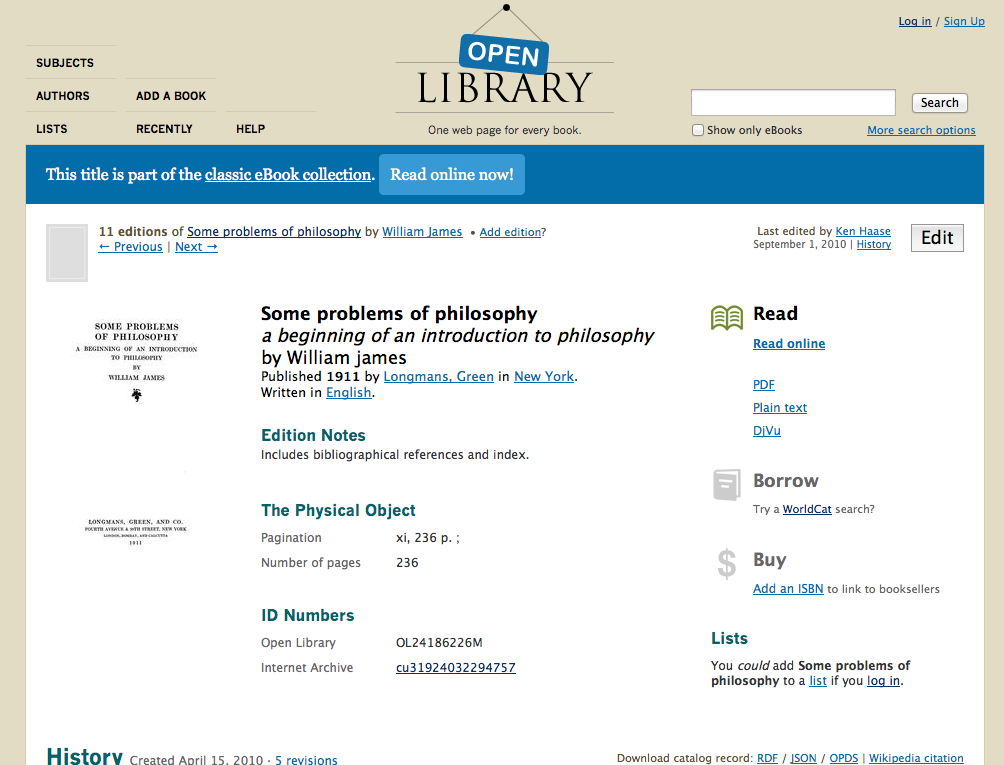 Log in / Sign Up
OPEN
LIBRARY
One web page for every book.
SUBJECTS
AUTHORS ADD A BOOK
LISTS RECENTLY HELP
Search
Show only eBooks More search options
This title is part of the classic eBook collection. Read online now!
11 editions of Some problems of philosophy by William James • Add edition?
← Previous | Next →
Last edited by Ken Haase
September 1, 2010 | History
Edit
SOME PROBLEMS
OF PHILOSOPHY
A BEGINNING OF AN INTRODUCTION
TO PHILOSOPHY
BY
WILLIAM JAMES
LONGMANS, GREEN, AND CO.
FOURTH AVENUE & 30TH STREET, NEW YORK
LONDON, BOMBAY, AND CALCUTTA
1911
Some problems of philosophy
a beginning of an introduction to philosophy
by William james
Published 1911 by Longmans, Green in New York.
Written in English.
Edition Notes
Includes bibliographical references and index.
The Physical Object
Pagination xi, 236 p. ;
Number of pages 236
ID Numbers
Open Library OL24186226M
Internet Archive cu31924032294757
Read
Read online
PDF
Plain text
DjVu
Borrow
Try a WorldCat search?
$ Buy
Add an ISBN to link to booksellers
Lists
You could add Some problems of
philosophy to a list if you log in.
History Created April 15, 2010 · 5 revisions
Download catalog record: RDF / JSON / OPDS | Wikipedia citation